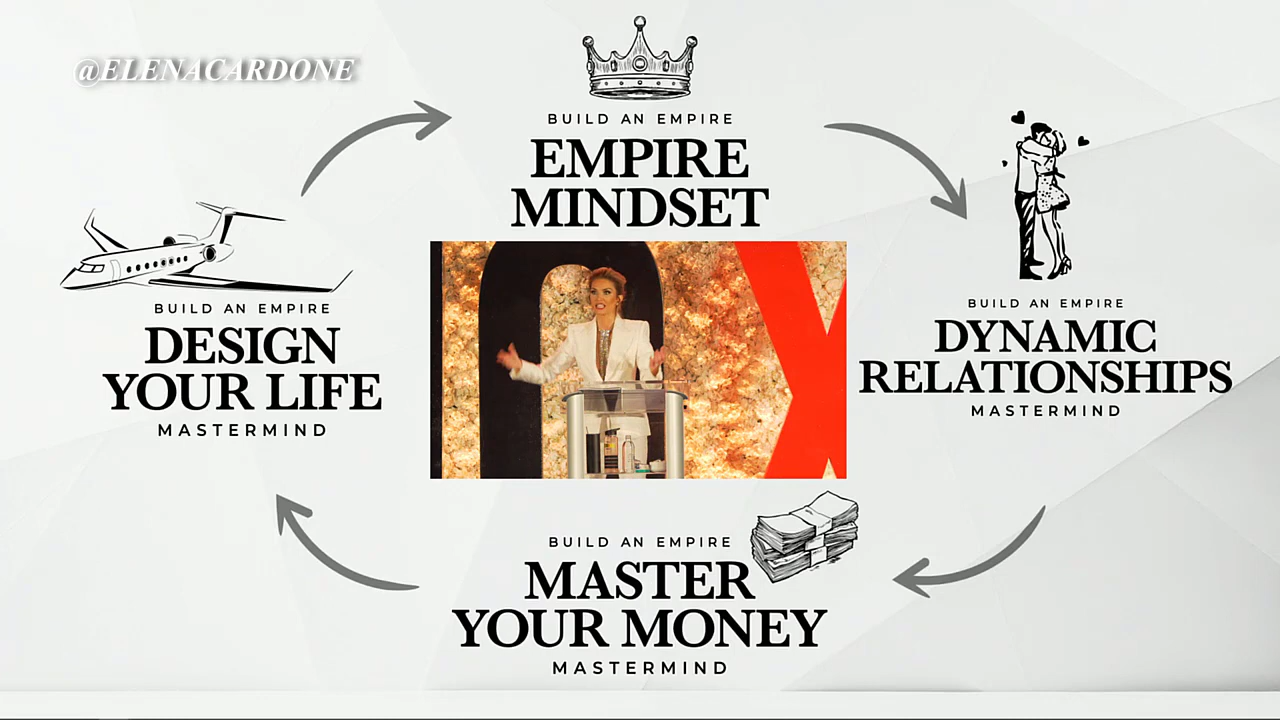 @ELENACARDONE
BUILD AN EMPIRE
EMPIRE
MINDSET
BUILD AN EMPIRE
DYNAMIC
RELATIONSHIPS
MASTERMIND
BUILD AN EMPIRE
MASTER
YOUR MONEY
MASTERMIND
BUILD AN EMPIRE
DESIGN
YOUR LIFE
MASTERMIND